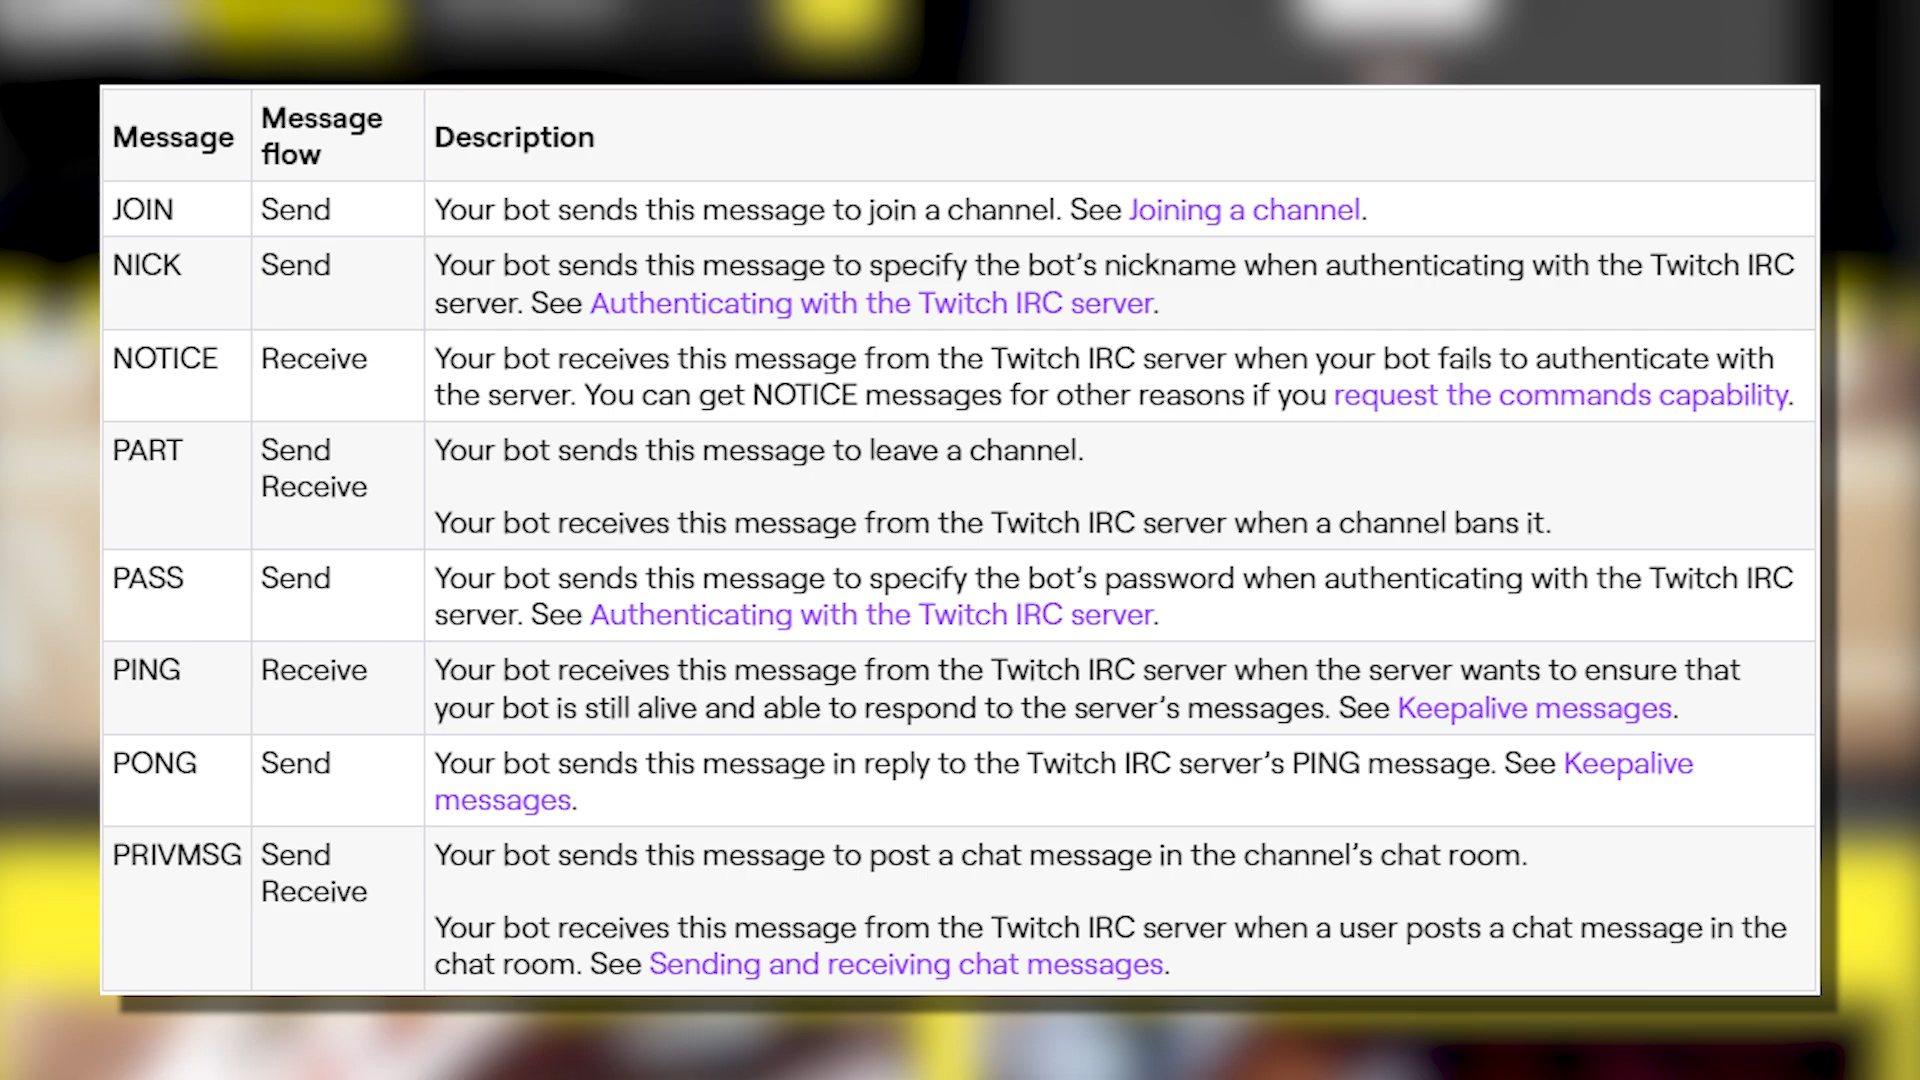 Message
Message
flow
Description
JOIN
Send
Your bot sends this message to join a channel. See Joining a channel.
NICK
Send
Your bot sends this message to specify the bot’s nickname when authenticating with the Twitch IRC
server. See Authenticating with the Twitch IRC server.
NOTICE
Receive
Your bot receives this message from the Twitch IRC server when your bot fails to authenticate with
the server. You can get NOTICE messages for other reasons if you request the commands capability.
PART
Send
Receive
Your bot sends this message to leave a channel.
Your bot receives this message from the Twitch IRC server when a channel bans it.
PASS
Send
Your bot sends this message to specify the bot’s password when authenticating with the Twitch IRC
server. See Authenticating with the Twitch IRC server.
PING
Receive
Your bot receives this message from the Twitch IRC server when the server wants to ensure that
your bot is still alive and able to respond to the server’s messages. See Keepalive messages.
PONG
Send
Your bot sends this message in reply to the Twitch IRC server’s PING message. See Keepalive
messages.
PRIVMSG
Send
Receive
Your bot sends this message to post a chat message in the channel’s chat room.
Your bot receives this message from the Twitch IRC server when a user posts a chat message in the
chat room. See Sending and receiving chat messages.